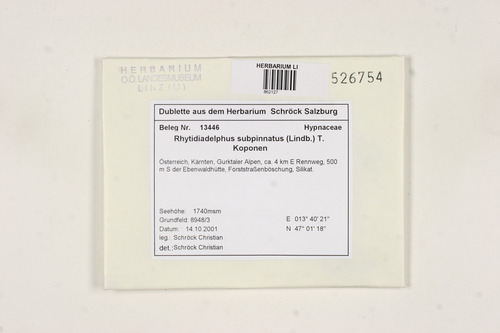 HERBARIUM
O.Ö. LANDESMUSEUM
LINZ/DJ
HERBARIUM LI
862127
526754
Dublette aus dem Herbarium Schröck Salzburg
Beleg Nr. 13446 Hypnaceae
Rhytidiadelphus subpinnatus (Lindb.) T.
Koponen
Österreich, Kärnten, Gurktaler Alpen, ca. 4 km E Rennweg, 500
m S der Ebenwaldhütte, Forststraßenböschung, Silikat.
Seehöhe: 1740msm
Grundfeld: 8948/3
Datum: 14.10.2001
leg.: Schröck Christian
det.: Schröck Christian
E 013° 40' 21"
N 47° 01' 18"